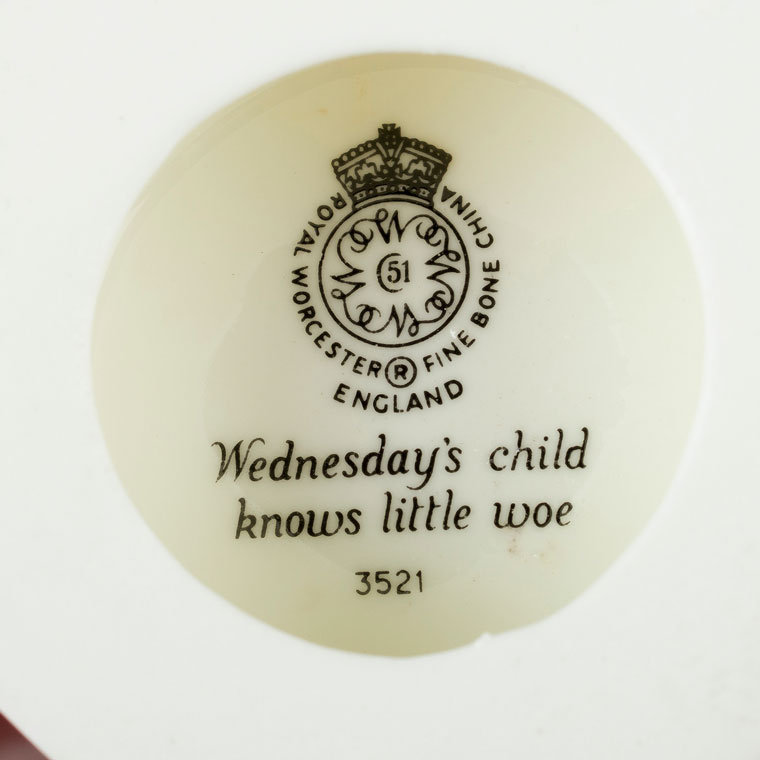 51
ROYAL WORCESTER ® FINE BONE CHINA
ENGLAND
Wednesday's child
knows little woe
3521